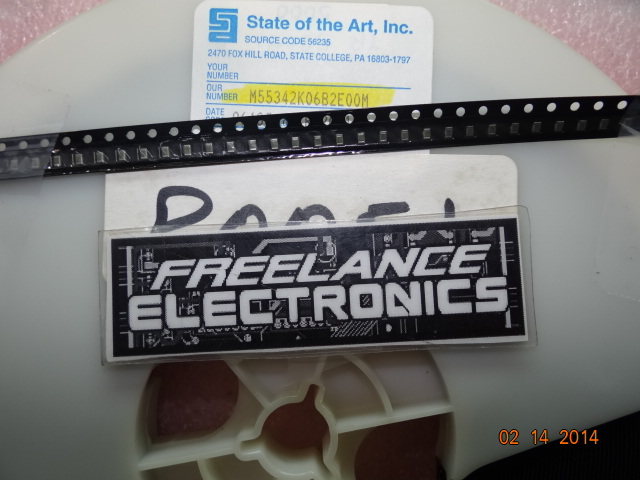 State of the Art, Inc.
SOURCE CODE 56235
2470 FOX HILL ROAD, STATE COLLEGE, PA 16803-1797
YOUR
NUMBER
OUR
NUMBER M55342K06B2E00M
DATE
FREELANCE
ELECTRONICS
02 14 2014